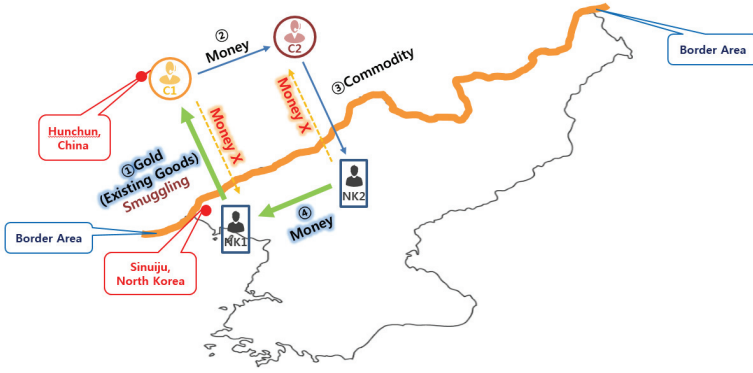 ②
Money
C2
C1
③Commodity
Border Area
Hunchun,
China
Money X
Money X
①Gold
(Existing Goods)
Smuggling
NK2
④
Money
NK1
Border Area
Sinuiju,
North Korea